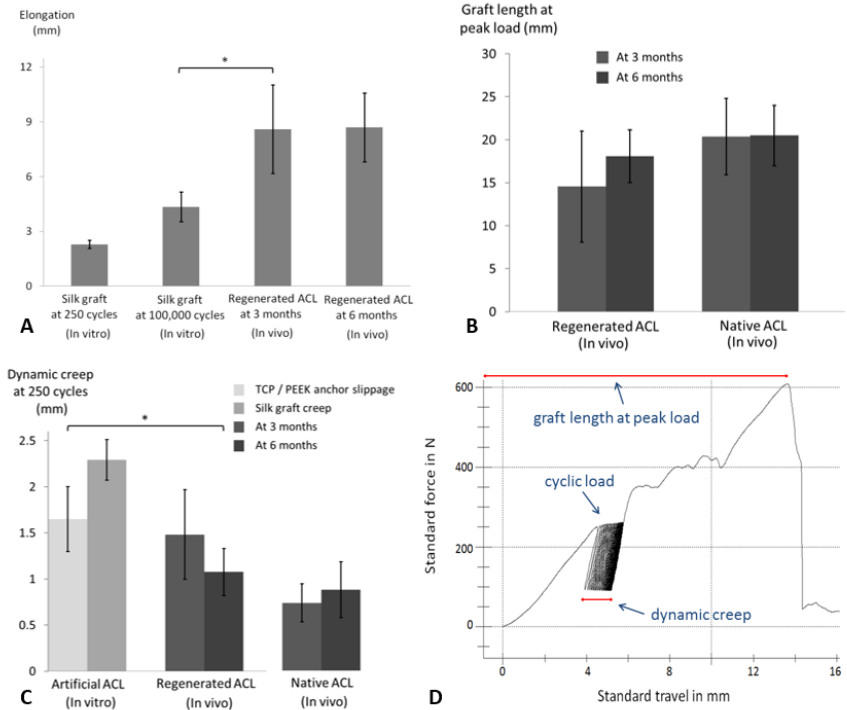 Elongation
(mm)
12
9
6
3
0
*
Silk graft
at 250 cycles
(In vitro)
Silk graft
at 100,000 cycles
(In vitro)
Regenerated ACL
at 3 months
(In vivo)
Regenerated ACL
at 6 months
(In vivo)
A
Graft length at
peak load (mm)
30
25
20
15
10
5
0
At 3 months
At 6 months
Regenerated ACL
(In vivo)
Native ACL
(In vivo)
B
Dynamic creep
at 250 cycles
(mm)
2.5
2
1.5
1
0.5
0
*
TCP / PEEK anchor slippage
Silk graft creep
At 3 months
At 6 months
Artificial ACL
(In vitro)
Regenerated ACL
(In vivo)
Native ACL
(In vivo)
C
Standard force in N
600
400
200
0
graft length at peak load
cyclic load
dynamic creep
0
4
8
12
16
Standard travel in mm
D